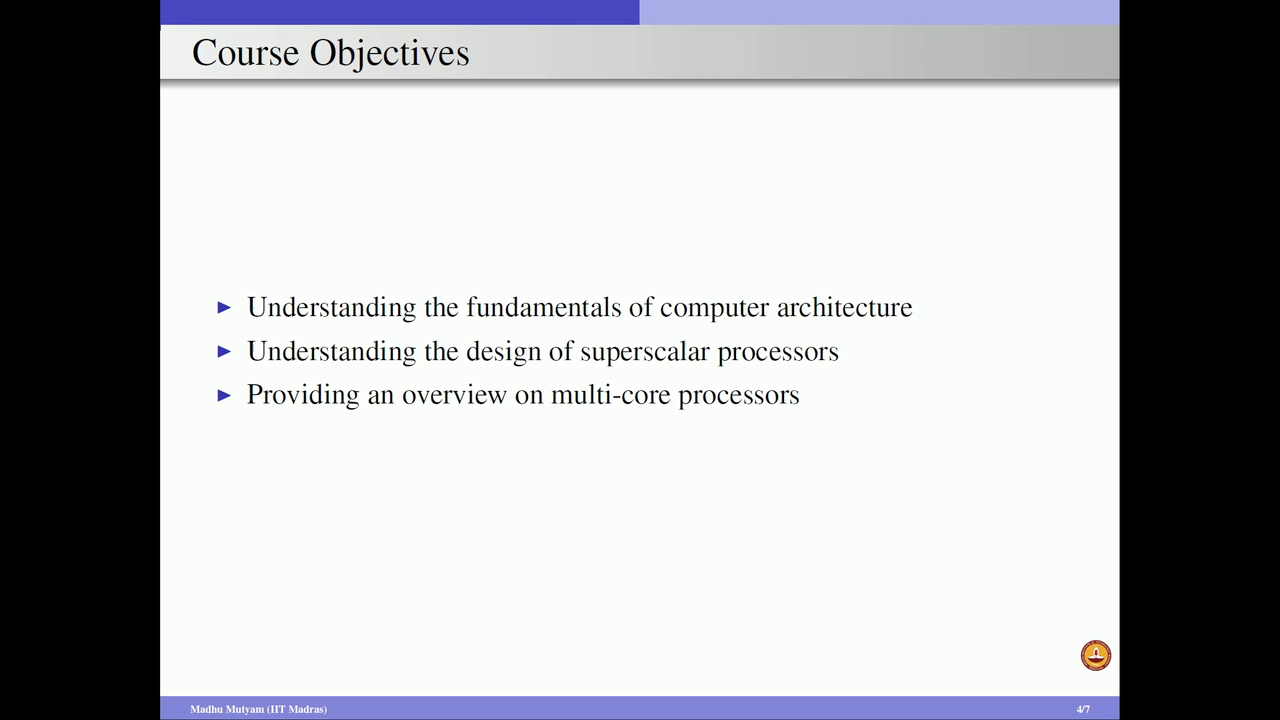 Course Objectives
Understanding the fundamentals of computer architecture
Understanding the design of superscalar processors
Providing an overview on multi-core processors
Madhu Mutyam (IIT Madras)
4/7